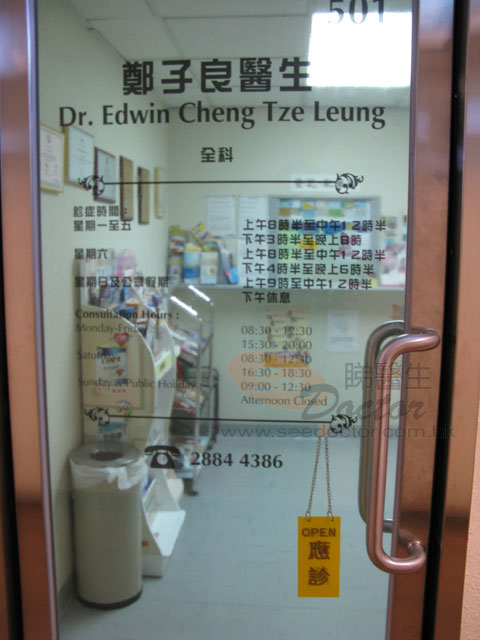 501
鄭子良醫生
Dr. Edwin Cheng Tze Leung
全科
診症時間
星期一至五 上午8時半至中午12時半
下午3時半至晚上8時
星期六 上午8時半至中午12時半
下午4時半至晚上6時半
星期日及公眾假期 上午9時至中午12時半
下午休息
Consultation Hours :
Monday-Friday 08:30 - 12:30
15:30 - 20:00
Saturday 08:30 - 12:30
16:30 - 18:30
Sunday & Public Holiday 09:00 - 12:30
Afternoon Closed
睇醫生
Doctor
www.seedoctor.com.hk
2884 4386
OPEN
應診